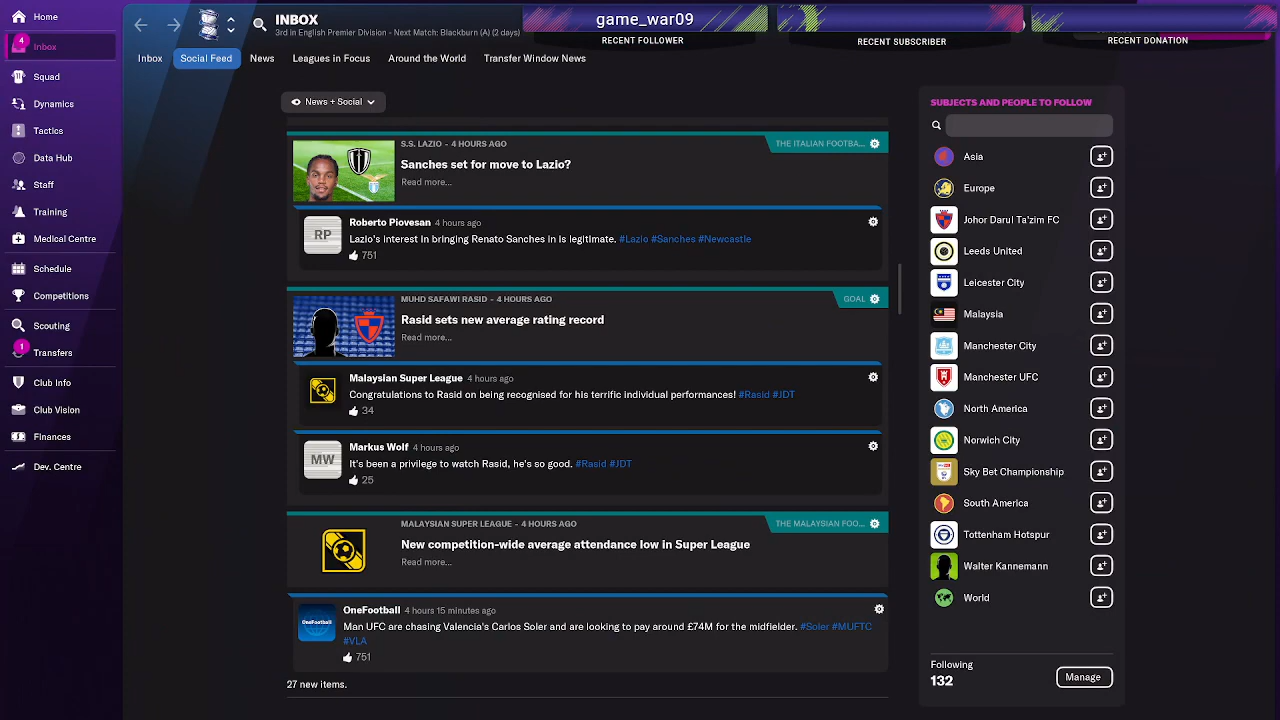 Home
4
Inbox
Squad
Dynamics
Tactics
Data Hub
Staff
Training
Medical Centre
Schedule
Competitions
Scouting
1
Transfers
Club Info
Club Vision
Finances
Dev. Centre
INBOX
3rd in English Premier Division - Next Match: Blackburn (A) (2 days)
game_war09
RECENT FOLLOWER
RECENT SUBSCRIBER
RECENT DONATION
Inbox
Social Feed
News
Leagues in Focus
Around the World
Transfer Window News
News + Social
S.S. LAZIO - 4 HOURS AGO
THE ITALIAN FOOTBA...
Sanches set for move to Lazio?
Read more...
RP
Roberto Piovesan 4 hours ago
Lazio's interest in bringing Renato Sanches in is legitimate. #Lazio #Sanches #Newcastle
751
MUHD SAFAWI RASID - 4 HOURS AGO
GOAL
Rasid sets new average rating record
Read more...
Malaysian Super League 4 hours ago
Congratulations to Rasid on being recognised for his terrific individual performances! #Rasid #JDT
34
MW
Markus Wolf 4 hours ago
It's been a privilege to watch Rasid, he's so good. #Rasid #JDT
25
MALAYSIAN SUPER LEAGUE - 4 HOURS AGO
THE MALAYSIAN FOO...
New competition-wide average attendance low in Super League
Read more...
OneFootball
OneFootball 4 hours 15 minutes ago
Man UFC are chasing Valencia's Carlos Soler and are looking to pay around £74M for the midfielder. #Soler #MUFTC
#VLA
751
27 new items.
SUBJECTS AND PEOPLE TO FOLLOW
Asia
Europe
Johor Darul Ta'zim FC
Leeds United
Leicester City
Malaysia
Manchester City
Manchester UFC
North America
Norwich City
Sky Bet Championship
South America
Tottenham Hotspur
Walter Kannemann
World
Following
132
Manage